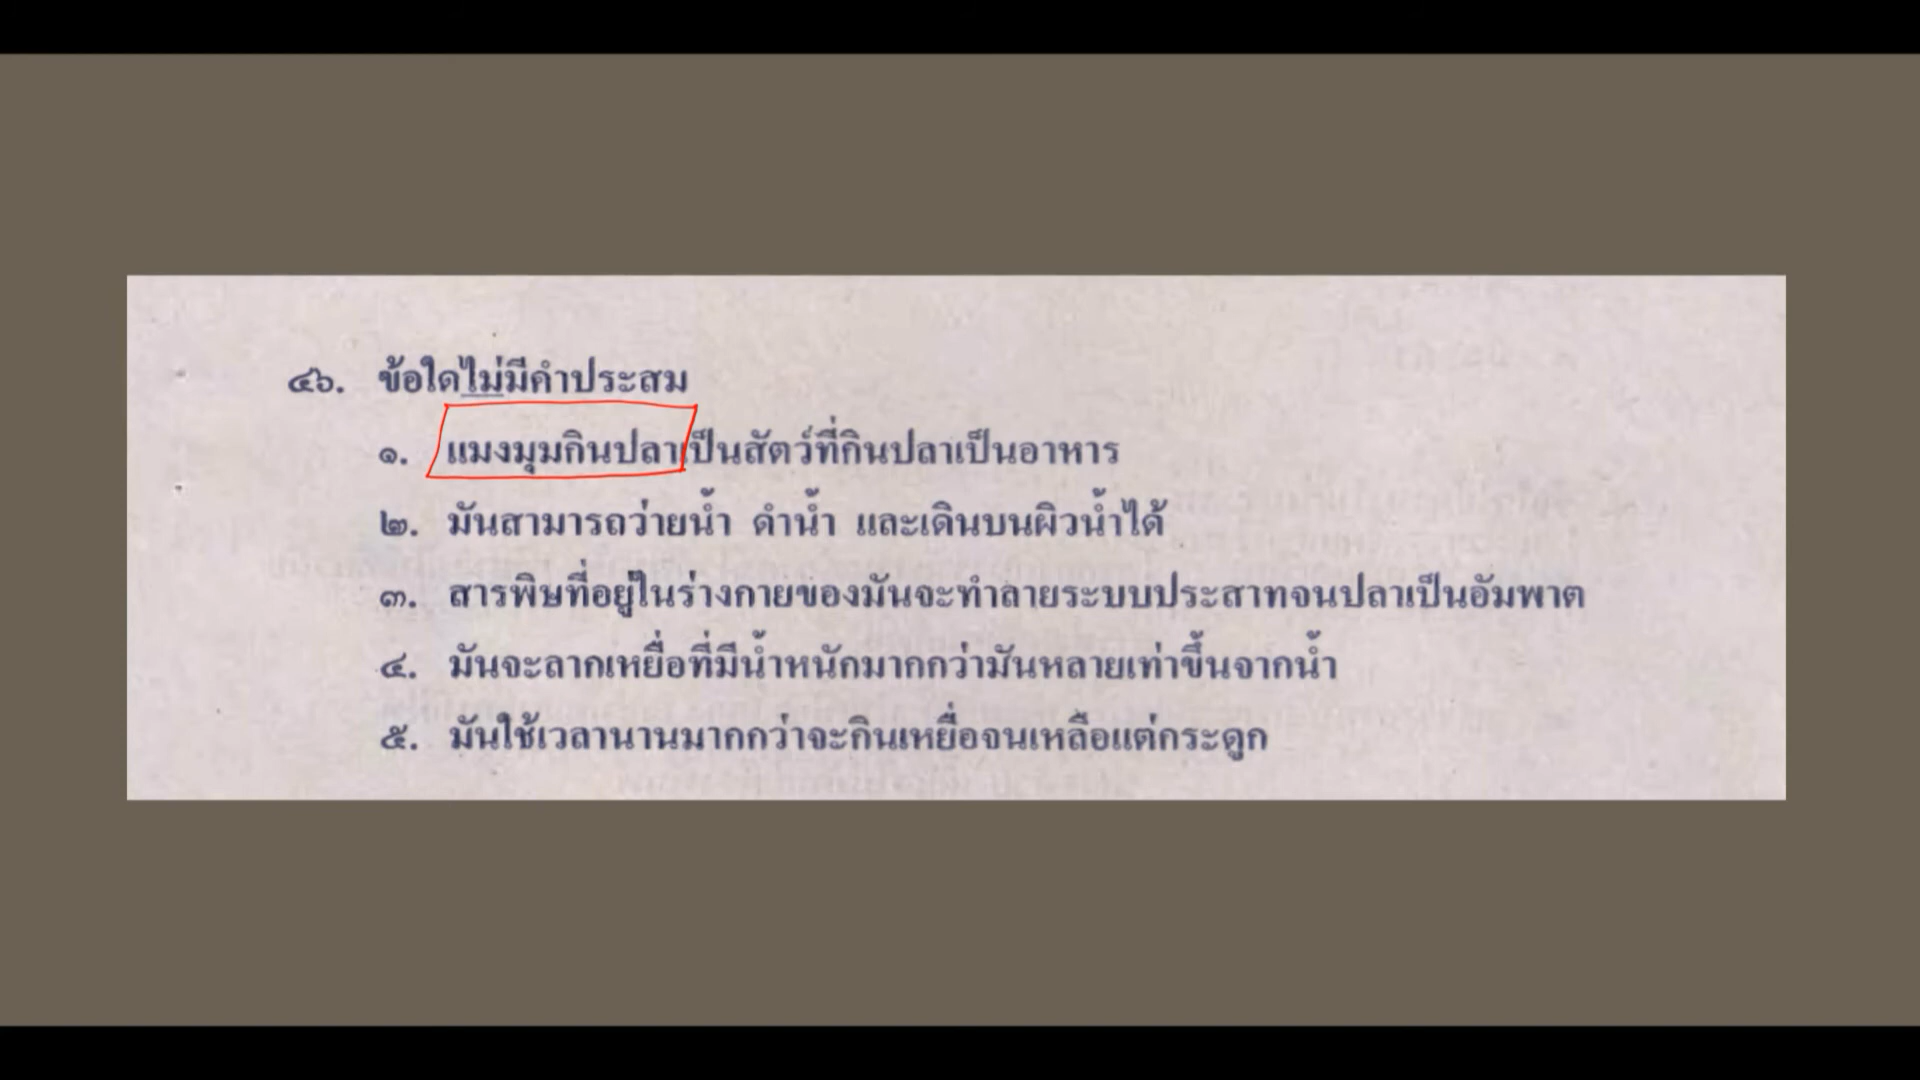 ๔๖. ข้อใดไม่มีคำประสม
๑. แมงมุมกินปลาเป็นสัตว์ที่กินปลาเป็นอาหาร
๒. มันสามารถว่ายน้ำ ดำน้ำ และเดินบนผิวน้ำได้
๓. สารพิษที่อยู่ในร่างกายของมันจะทำลายระบบประสาทจนปลาเป็นอัมพาต
๔. มันจะลากเหยื่อที่มีน้ำหนักมากกว่ามันหลายเท่าขึ้นจากน้ำ
๕. มันใช้เวลานานมากกว่าจะกินเหยื่อจนเหลือแต่กระดูก